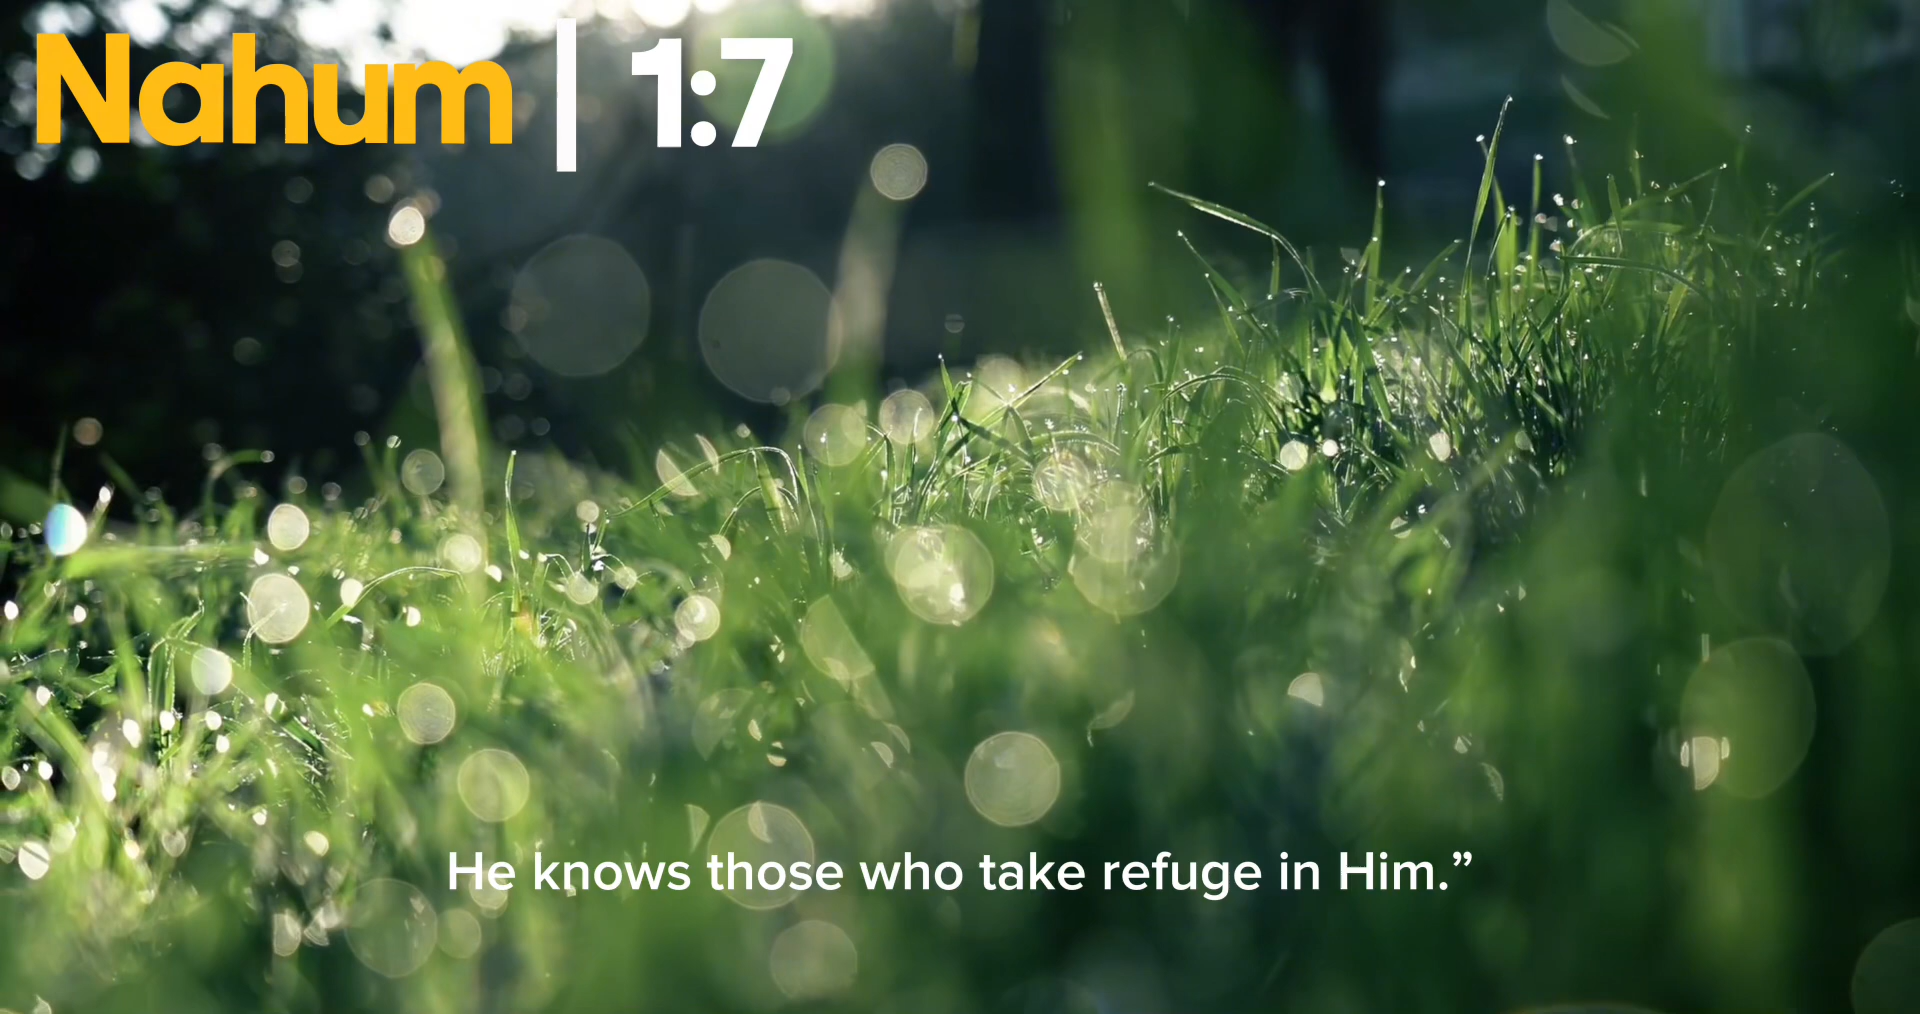 Nahum | 1:7
He knows those who take refuge in Him.”